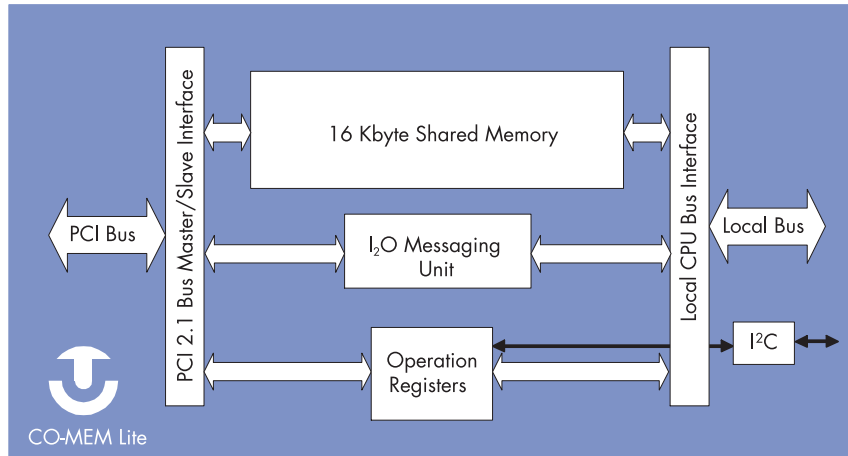 PCI 2.1 Bus Master/Slave Interface
16 Kbyte Shared Memory
Local CPU Bus Interface
PCI Bus
I₂O Messaging
Unit
Local Bus
Operation
Registers
I²C
CO-MEM Lite